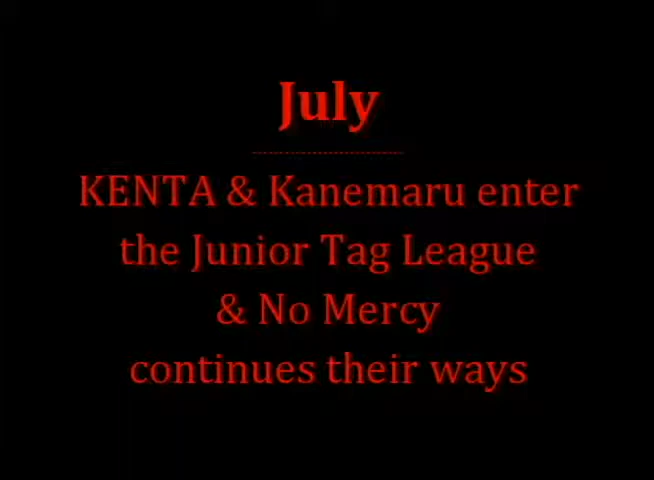 July
KENTA & Kanemaru enter
the Junior Tag League
& No Mercy
continues their ways